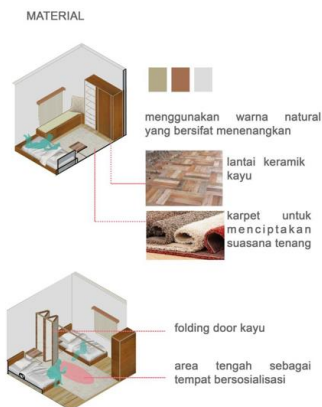 MATERIAL
menggunakan warna natural
yang bersifat menenangkan
lantai keramik
kayu
karpet untuk
menciptakan
suasana tenang
folding door kayu
area tengah sebagai
tempat bersosialisasi